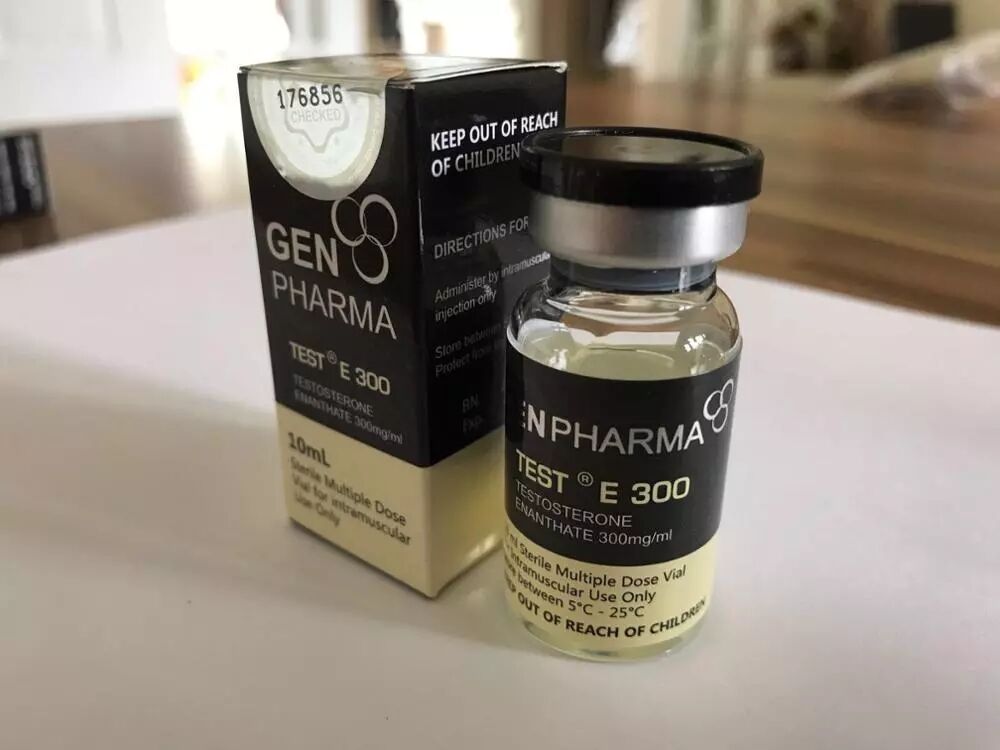 176856
CHECKED
GEN
PHARMA
TEST ® E 300
TESTOSTERONE
ENANTHATE 300mg/ml
10mL
Sterile Multiple Dose
Vial for intramuscular
Use Only
KEEP OUT OF REACH
OF CHILDREN
DIRECTIONS FOR
Administer by intramuscular
injection only
Store between
Protect from
BN.
EXP.
PHARMA
TEST ® E 300
TESTOSTERONE
ENANTHATE 300mg/ml
ml Sterile Multiple Dose Vial
Intramuscular Use Only
between 5°C - 25°C
OUT OF REACH OF CHILDREN